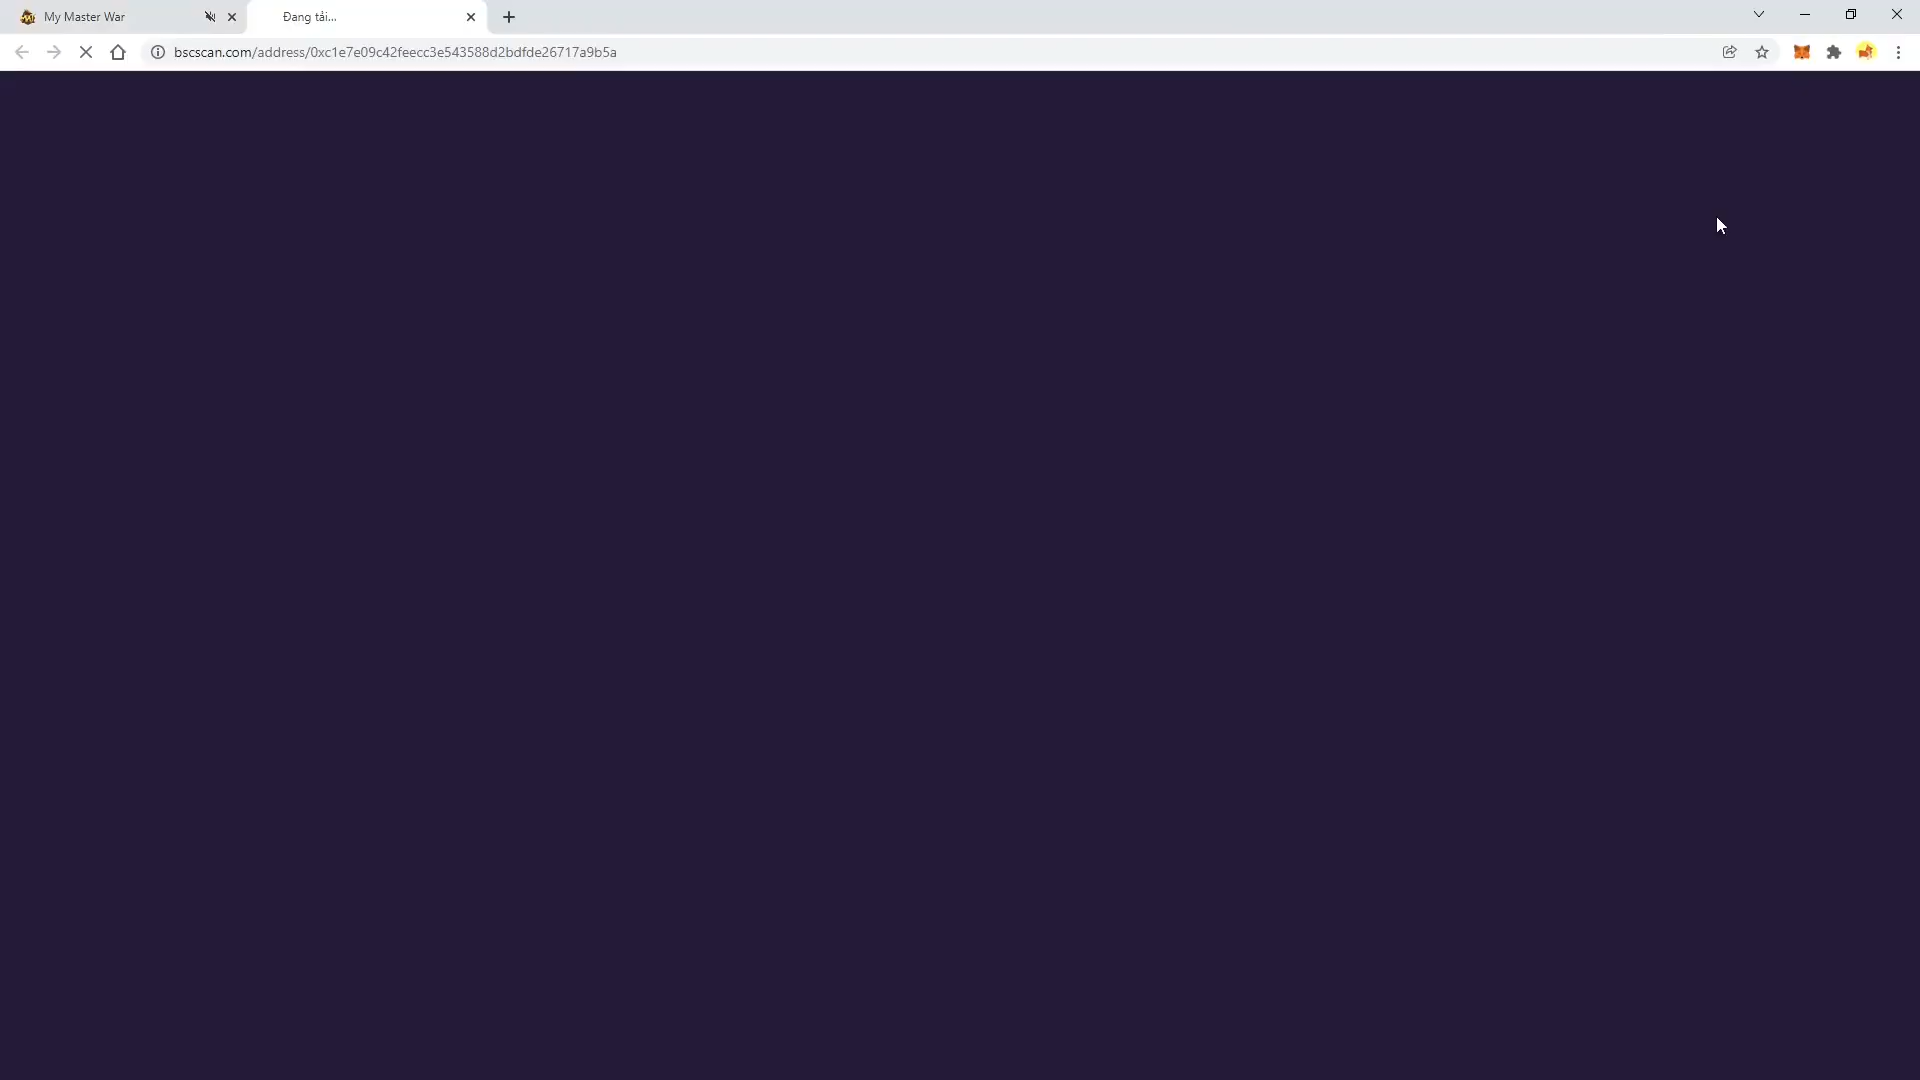 My Master War
Đang tải...
bscscan.com/address/0xc1e7e09c42feecc3e543588d2bdfde26717a9b5a